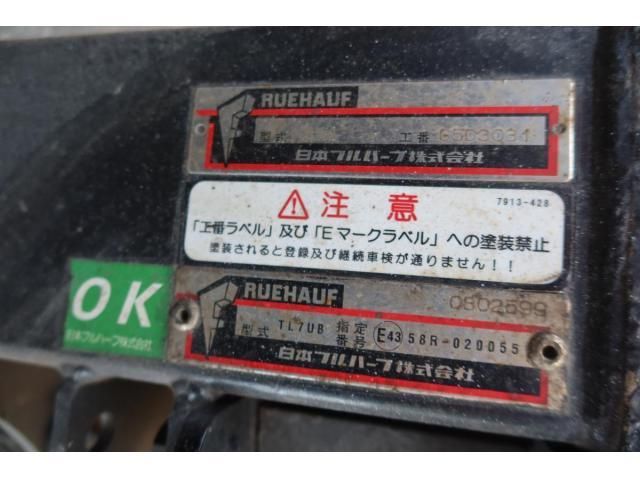 RUEHAUF
型式 工番 G5D3034
日本フルハーフ株式会社
注意 7913-428
「工番ラベル」及び「Eマークラベル」への塗装禁止
塗装されると登録及び継続車検が通りません!!
RUEHAUF 0802599
型式 TL7UB 指定番号 E43 58R-020055
日本フルハーフ株式会社
OK
日本フルハーフ株式会社